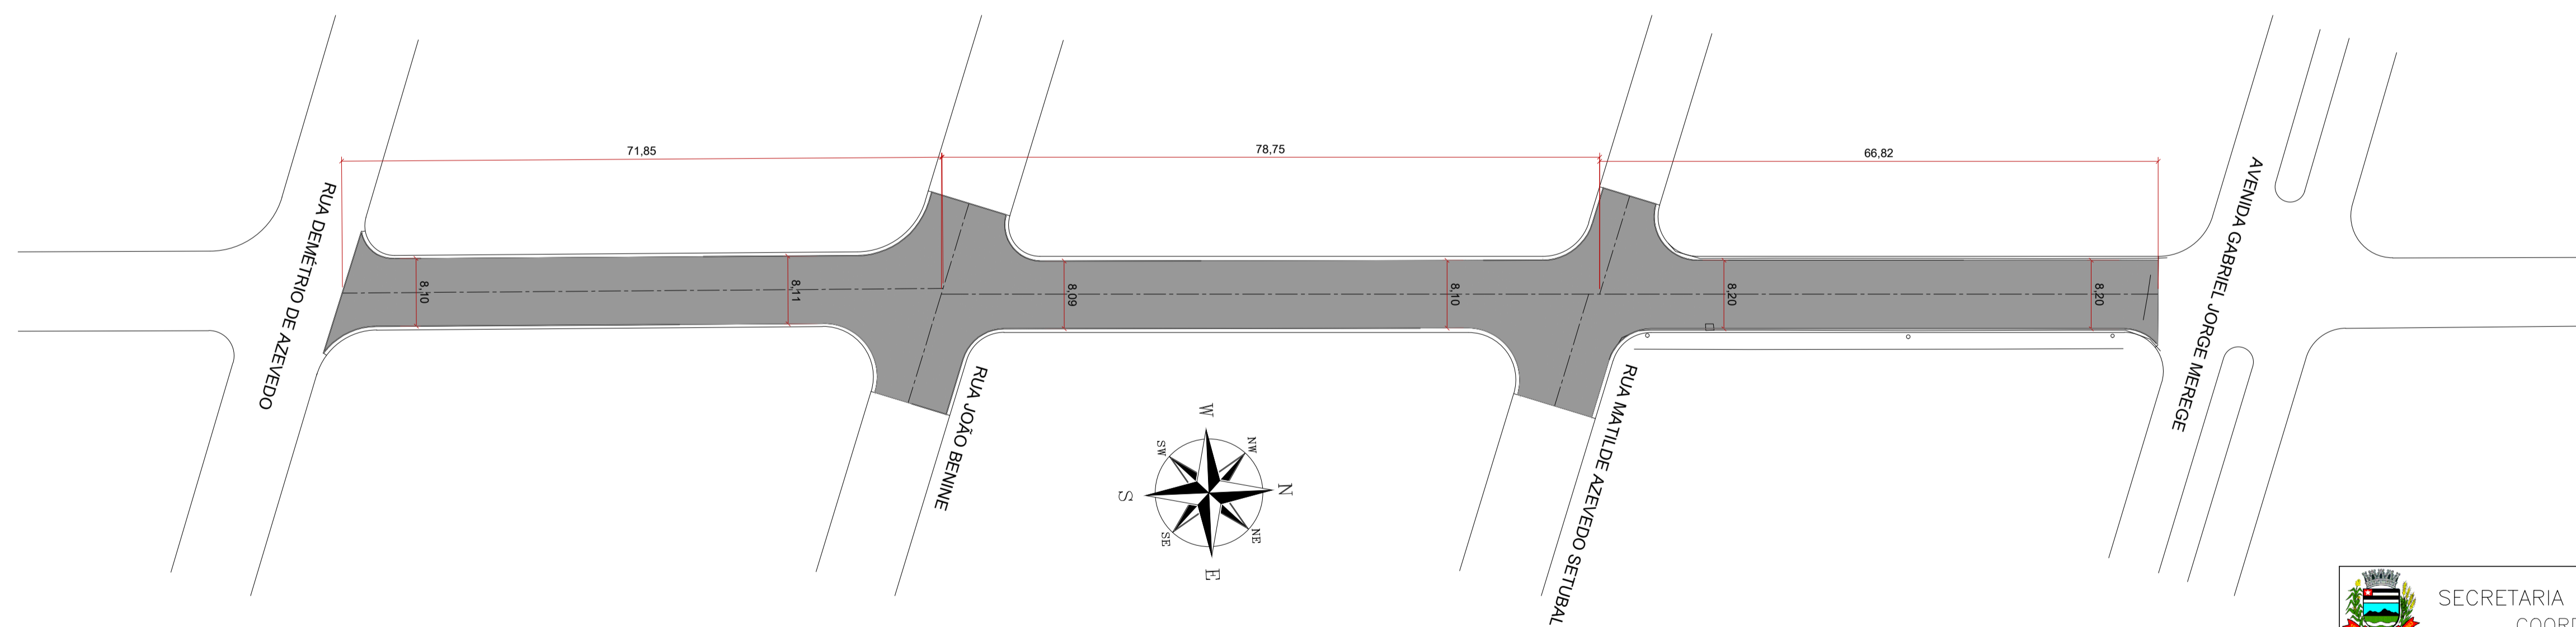 71,85
78,75
66,82
RUA DEMÉTRIO DE AZEVEDO
8,10
8,11
RUA JOÃO BENINE
8,09
8,10
RUA MATILDE AZEVEDO SETUBAL
8,20
8,20
AVENIDA GABRIEL JORGE MEREGE
W
SW
NW
S
N
SE
NE
E
SECRETARIA